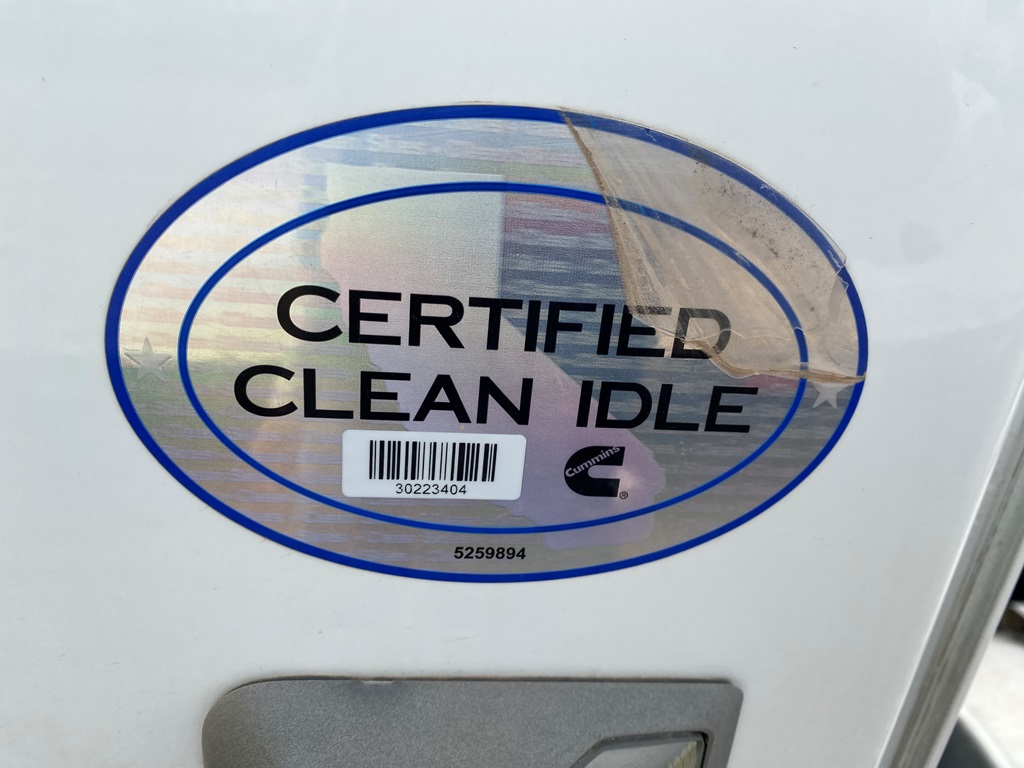 CERTIFIED
CLEAN IDLE
30223404
Cummins
®
5259894